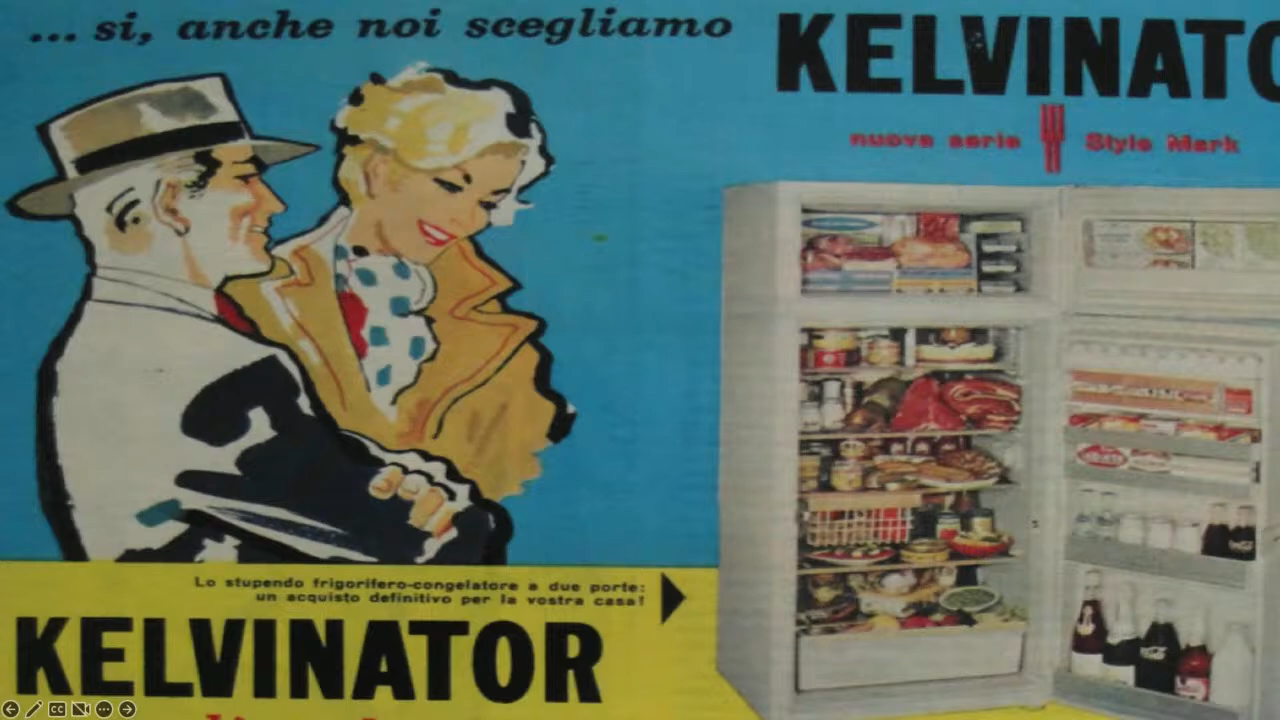 ... si, anche noi scegliamo
KELVINATO
nuova serie Style Mark
Lo stupendo frigorifero-congelatore a due porte:
un acquisto definitivo per la vostra casa!
KELVINATOR